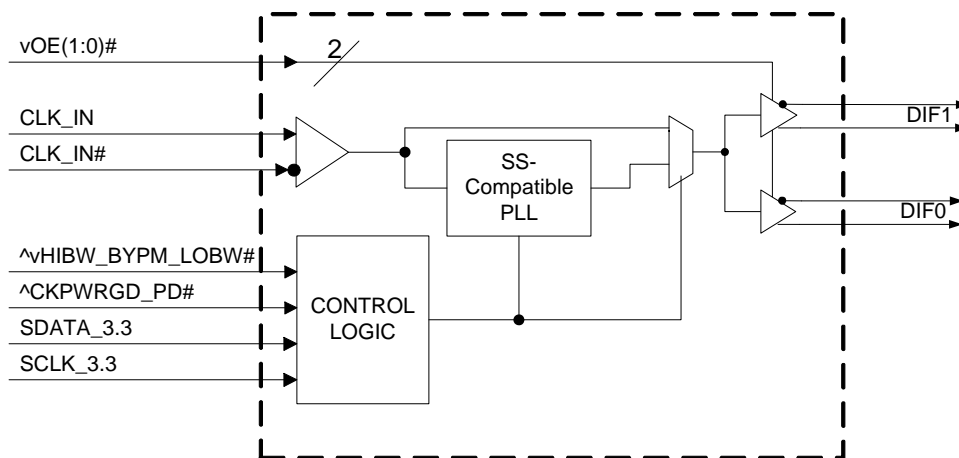 vOE(1:0)#
2
CLK_IN
CLK_IN#
DIF1
SS-
Compatible
PLL
DIF0
^vHIBW_BYPM_LOBW#
^CKPWRGD_PD#
SDATA_3.3
SCLK_3.3
CONTROL
LOGIC